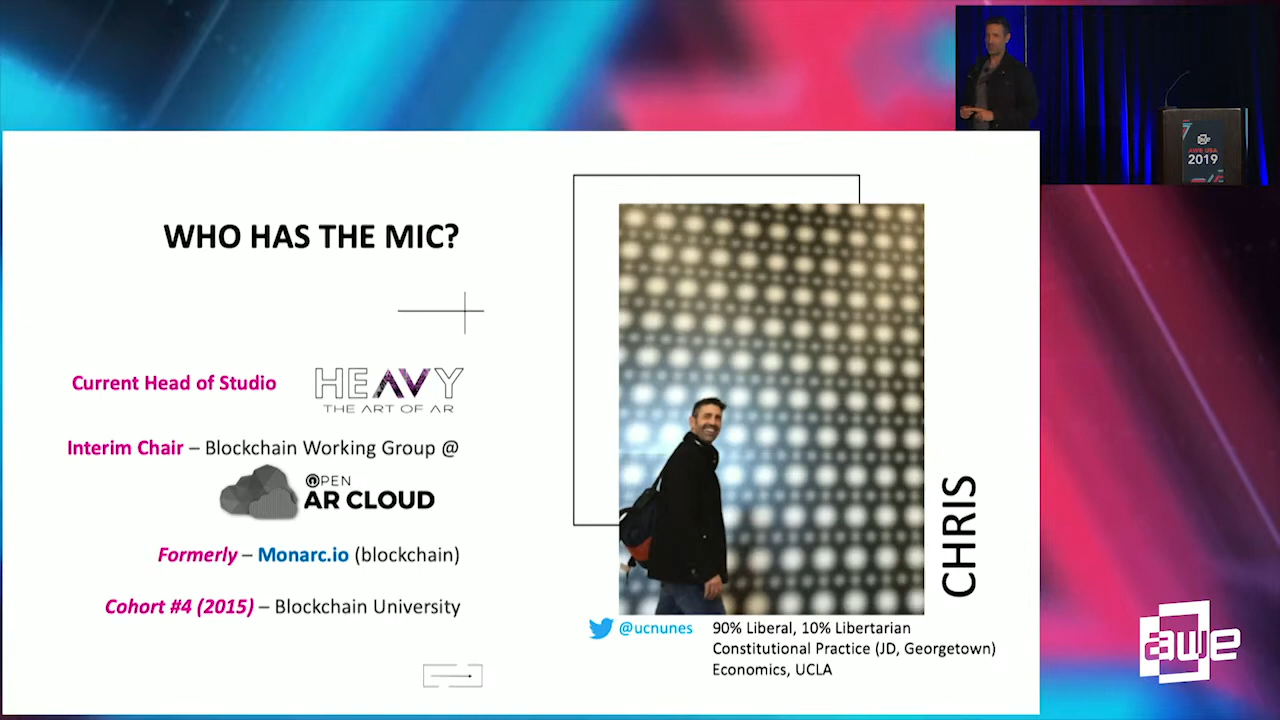 WHO HAS THE MIC?
Current Head of Studio
HEAVY
THE ART OF AR
Interim Chair – Blockchain Working Group @
OPEN
AR CLOUD
Formerly – Monarc.io (blockchain)
Cohort #4 (2015) – Blockchain University
CHRIS
@ucnunes
90% Liberal, 10% Libertarian
Constitutional Practice (JD, Georgetown)
Economics, UCLA
AWE USA
2019
awe